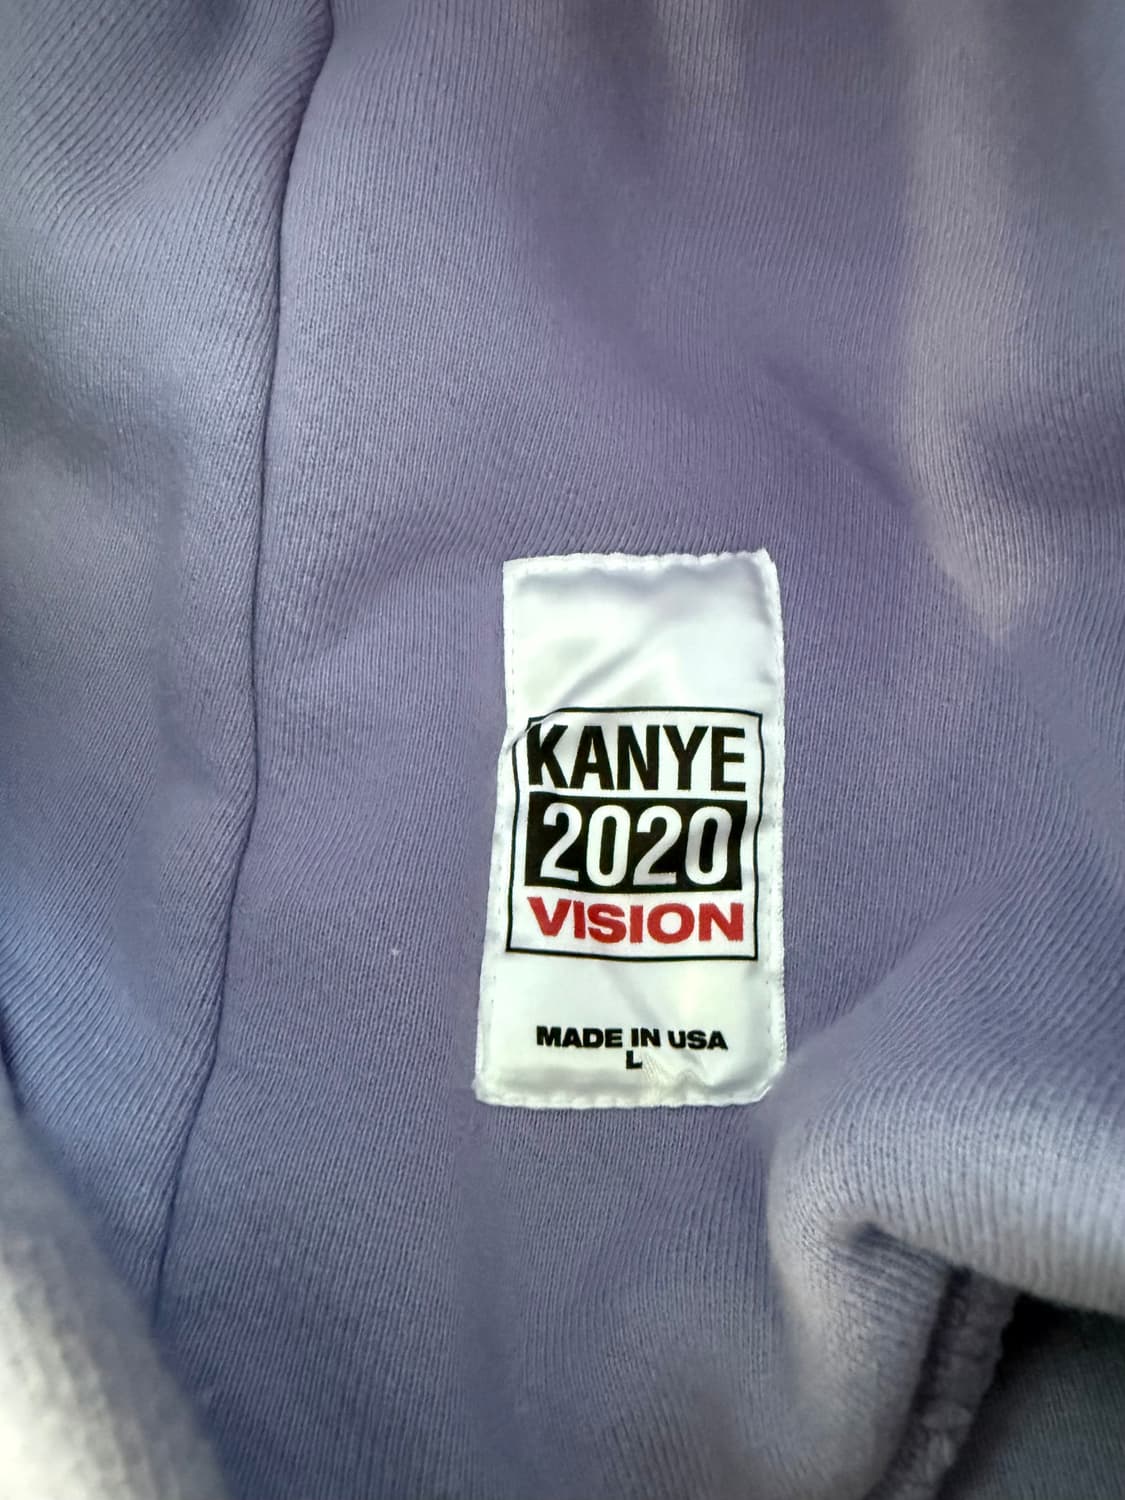 KANYE
2020
VISION
MADE IN USA
L